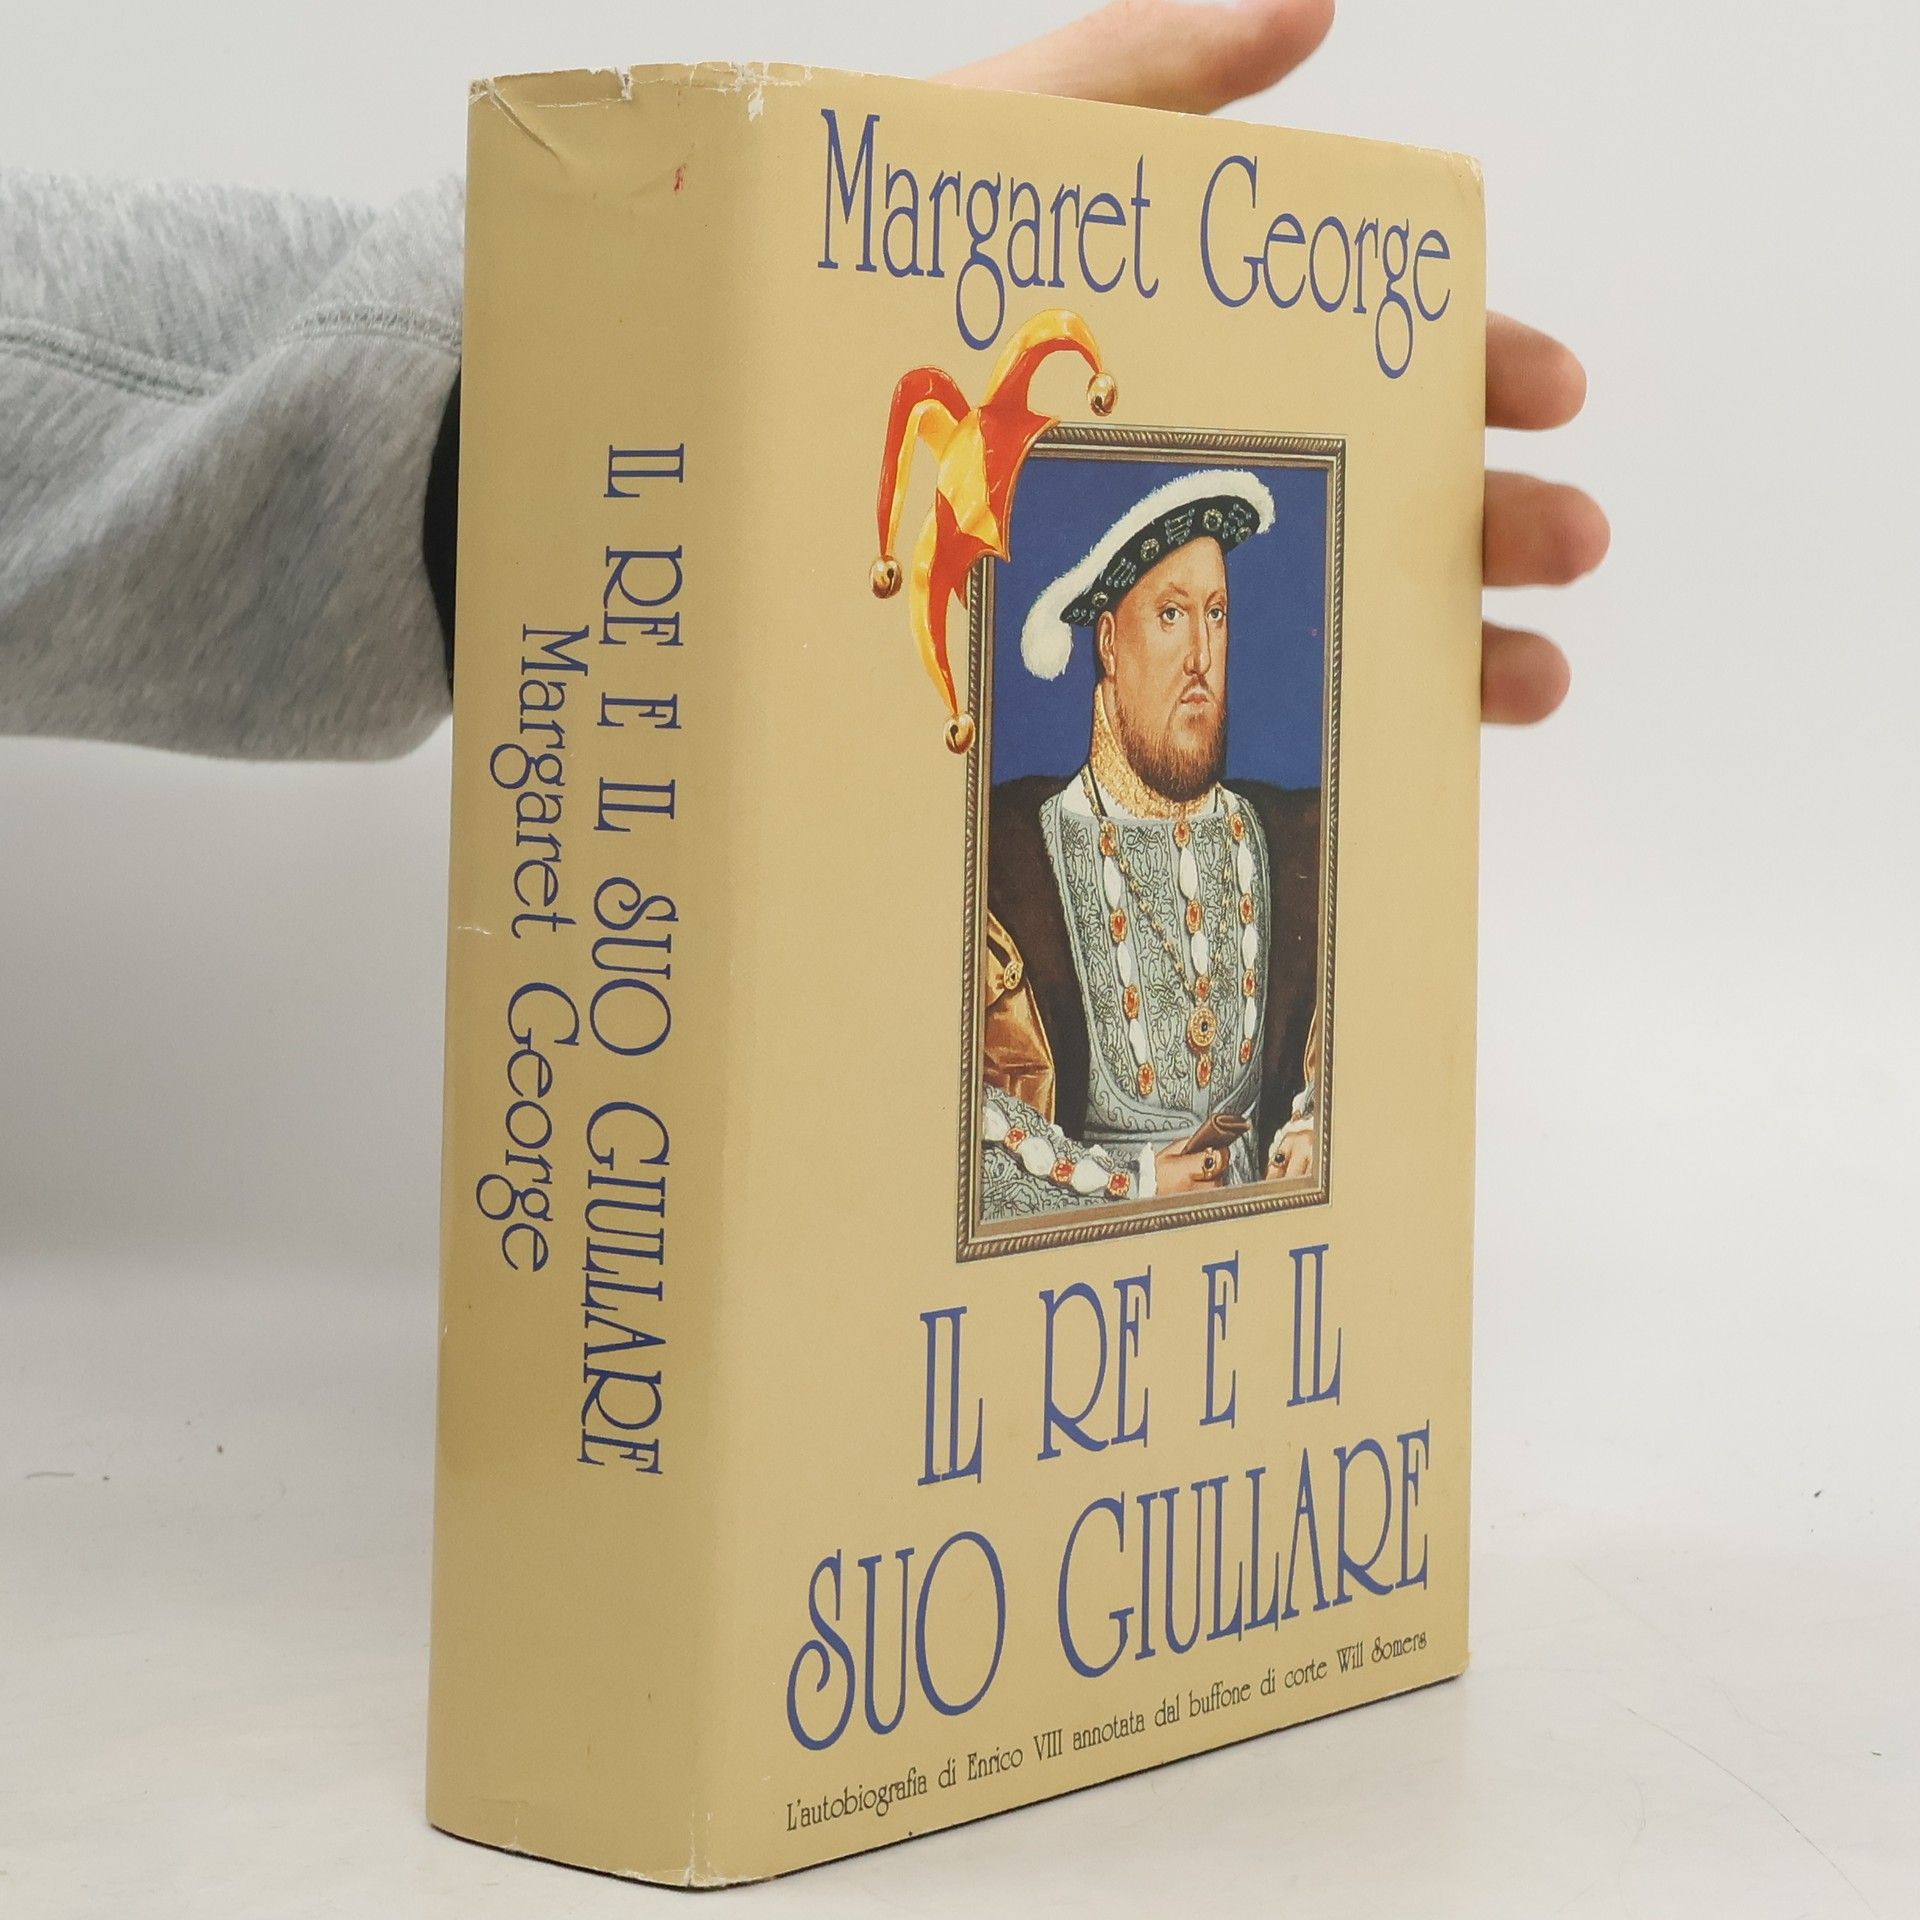 Margaret George
IL RE E IL
SUO GIULLARE
L'autobiografia di Enrico VIII annotata dal buffone di corte Will Somers
IL RE E IL SUO GIULLARE
Margaret George